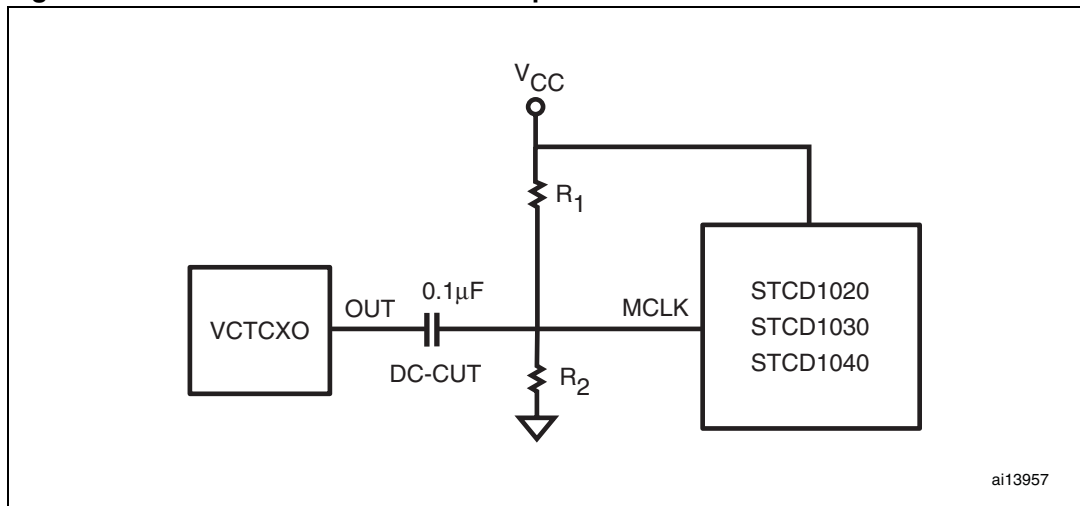 VCC
R1
0.1µF
OUT
MCLK
VCTCXO
DC-CUT
R2
STCD1020
STCD1030
STCD1040
ai13957